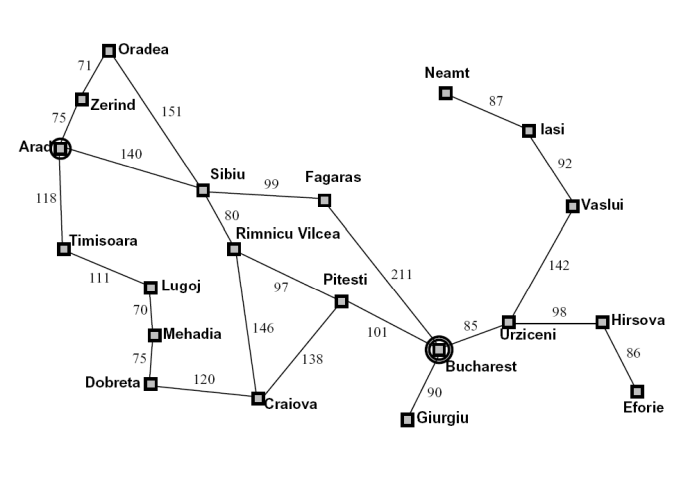 Oradea
Neamt
71
87
Zerind
75
151
Iasi
Arad
140
92
Sibiu
Fagaras
99
118
80
Vaslui
Rimnicu Vilcea
Timisoara
111
97
211
142
Lugoj
Pitesti
70
98
Hirsova
146
101
85
Urziceni
Mehadia
75
138
86
Bucharest
Dobreta
120
90
Craiova
Eforie
Giurgiu